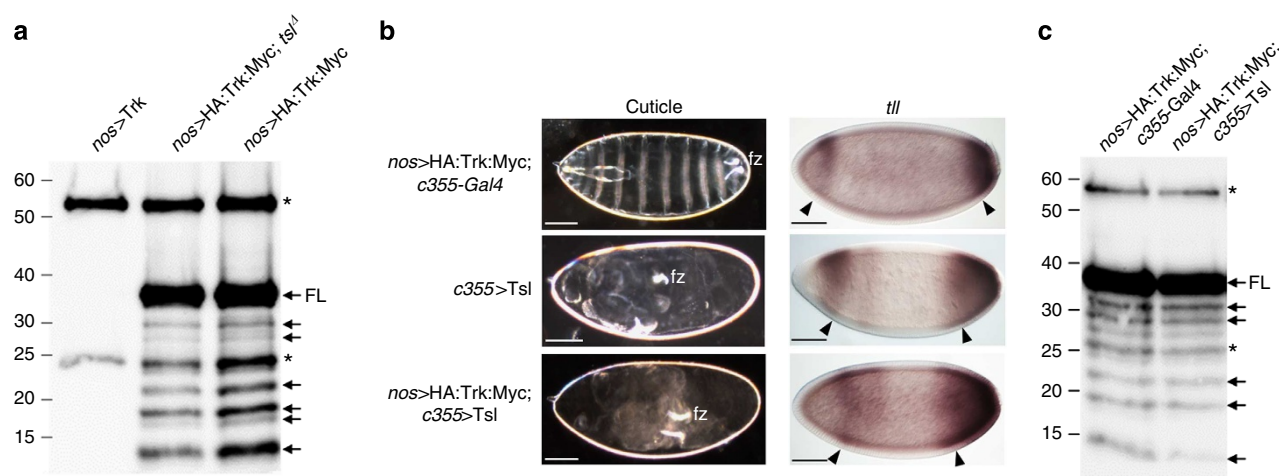 a
nos>Trk
nos>HA:Trk:Myc; tslΔ
nos>HA:Trk:Myc
60
50
40
30
25
20
15
*
FL
*
b
Cuticle
tll
nos>HA:Trk:Myc;
c355-Gal4
fz
c355>Tsl
fz
nos>HA:Trk:Myc;
c355>Tsl
fz
c
nos>HA:Trk:Myc;
c355-Gal4
nos>HA:Trk:Myc;
c355>Tsl
60
50
40
30
25
20
15
*
FL
*